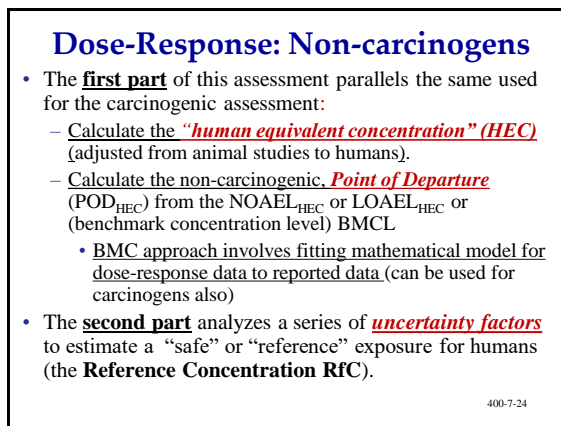 Dose-Response: Non-carcinogens
• The first part of this assessment parallels the same used
for the carcinogenic assessment:
– Calculate the “human equivalent concentration” (HEC)
(adjusted from animal studies to humans).
– Calculate the non-carcinogenic, Point of Departure
(POD_HEC) from the NOAEL_HEC or LOAEL_HEC or
(benchmark concentration level) BMCL
• BMC approach involves fitting mathematical model for
dose-response data to reported data (can be used for
carcinogens also)
• The second part analyzes a series of uncertainty factors
to estimate a “safe” or “reference” exposure for humans
(the Reference Concentration RfC).
400-7-24